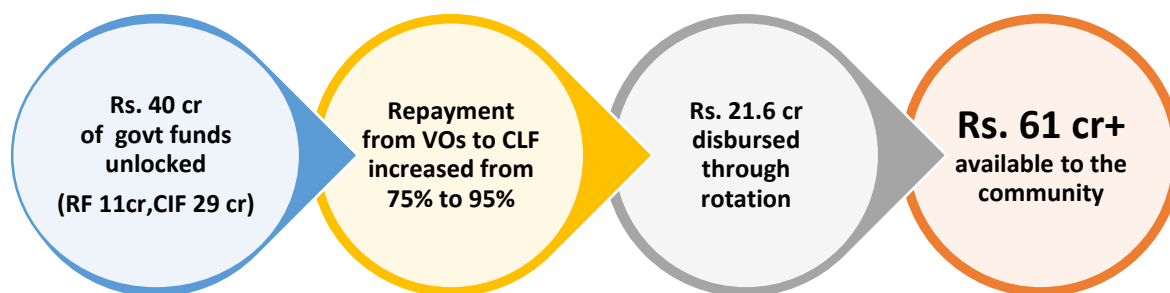 Rs. 40 cr
of govt funds
unlocked
(RF 11cr,CIF 29 cr)
Repayment
from VOs to CLF
increased from
75% to 95%
Rs. 21.6 cr
disbursed
through
rotation
Rs. 61 cr+
available to the
community